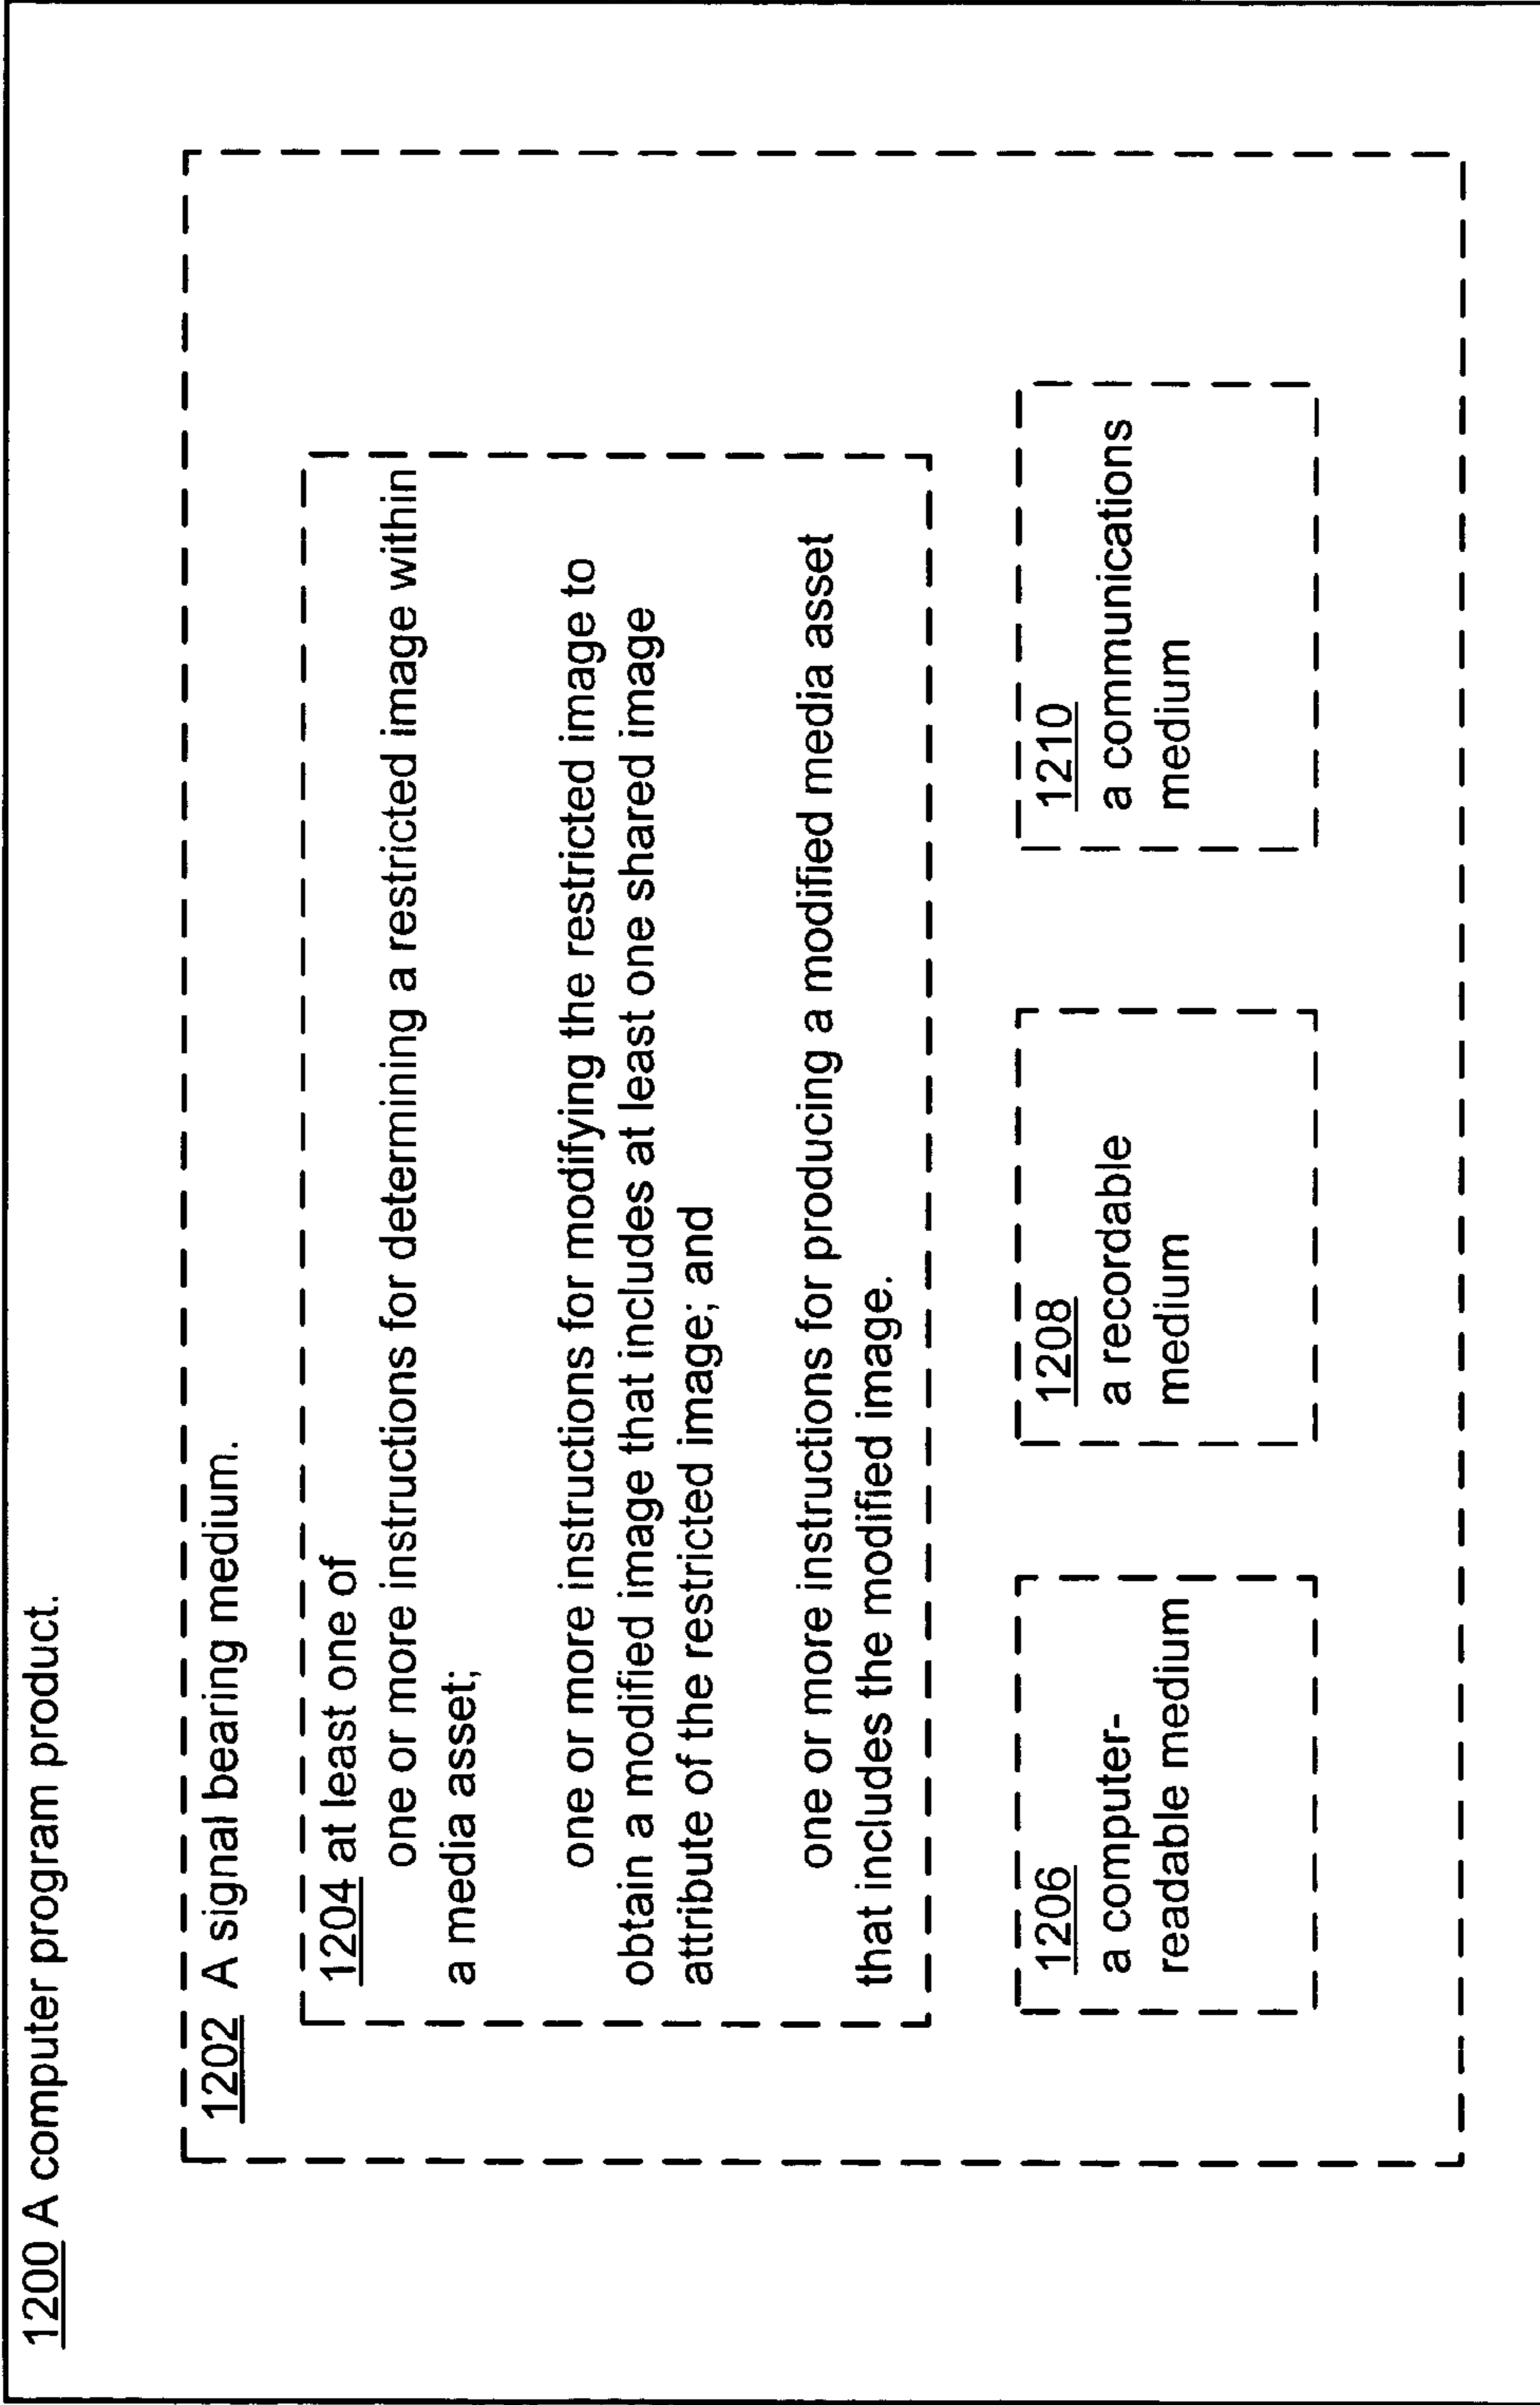 1200 A computer program product.
1202 A signal bearing medium.
1204 at least one of
one or more instructions for determining a restricted image within
a media asset;
one or more instructions for modifying the restricted image to
obtain a modified image that includes at least one shared image
attribute of the restricted image; and
one or more instructions for producing a modified media asset
that includes the modified image.
1206
a computer-
readable medium
1208
a recordable
medium
1210
a communications
medium